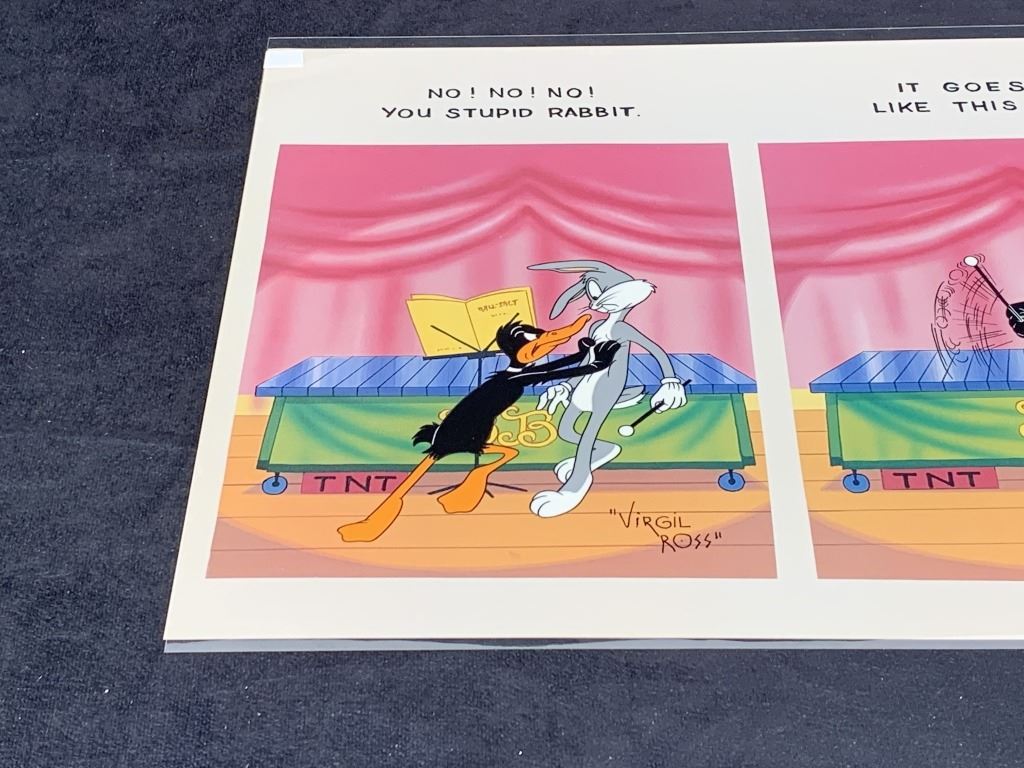 NO! NO! NO!
YOU STUPID RABBIT.
IT GOES
LIKE THIS
TNT
"VIRGIL
ROSS"
TNT